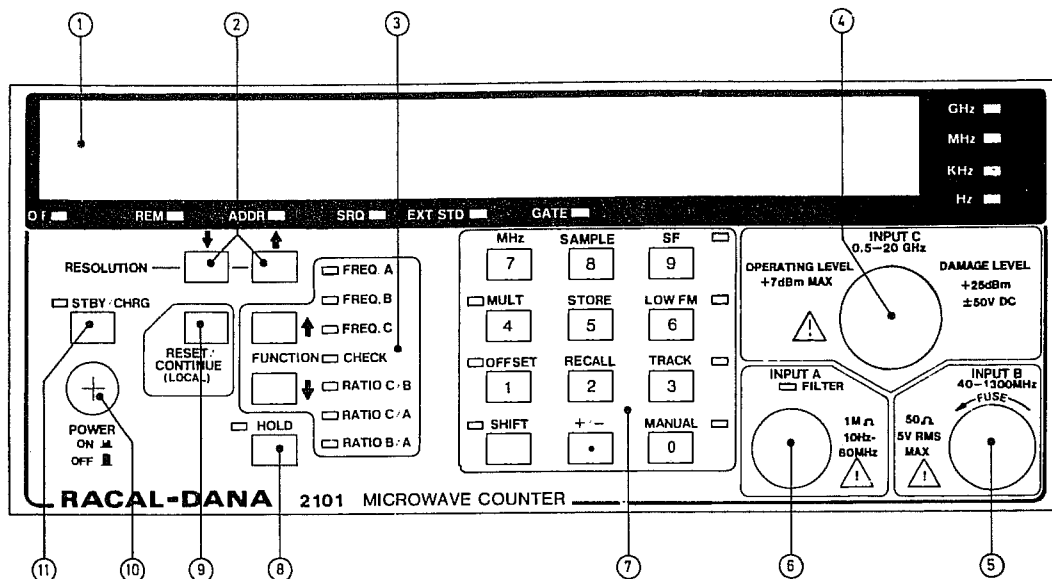 1 2 3 4
GHz
MHz
KHz
Hz
OF REM ADDR SRQ EXT STD GATE
RESOLUTION
STBY/CHRG
RESET/
CONTINUE
(LOCAL)
POWER
ON
OFF
FUNCTION
HOLD
FREQ. A
FREQ. B
FREQ. C
CHECK
RATIO C/B
RATIO C/A
RATIO B/A
MHz SAMPLE SF
7 8 9
MULT STORE LOW FM
4 5 6
OFFSET RECALL TRACK
1 2 3
SHIFT +/- MANUAL
• 0
INPUT C
0.5-20 GHz
OPERATING LEVEL
+7dBm MAX
DAMAGE LEVEL
+25dBm
±50V DC
INPUT A
FILTER
1MΩ
10Hz-
80MHz
INPUT B
40-1300MHz
FUSE
50Ω
5V RMS
MAX
RACAL-DANA 2101 MICROWAVE COUNTER
11 10 9 8 7 6 5